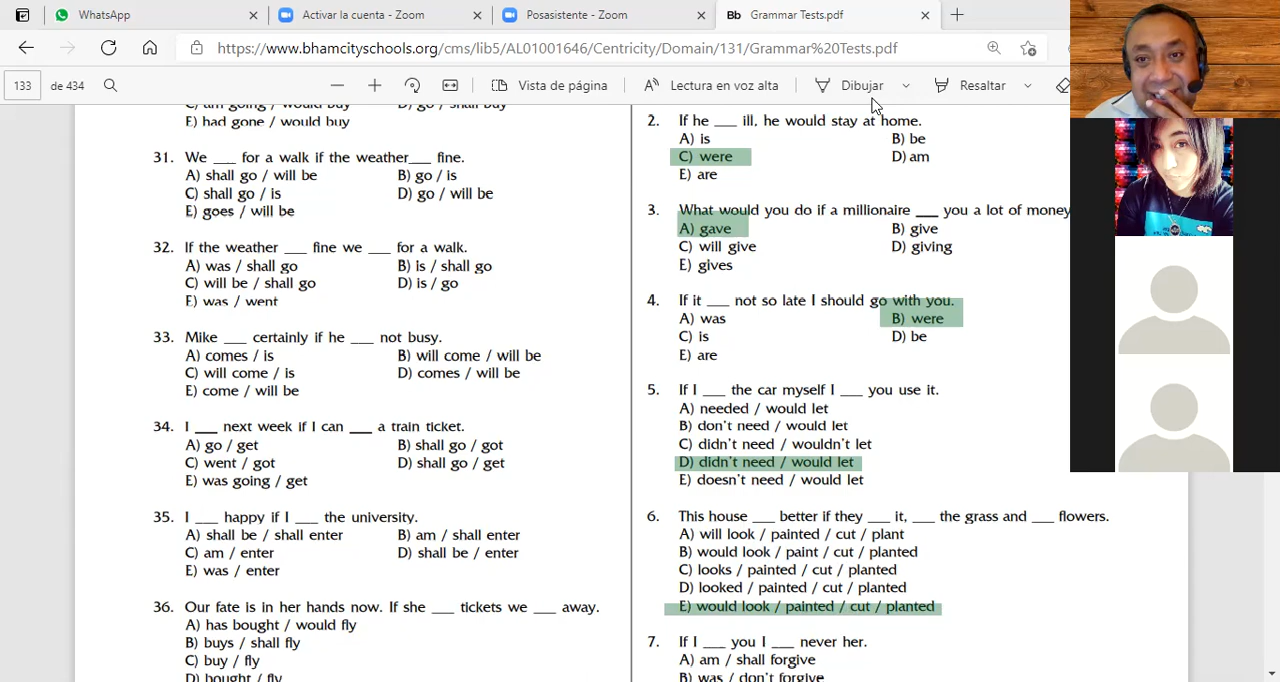 WhatsApp
Activar la cuenta - Zoom
Posasistente - Zoom
Bb Grammar Tests.pdf
https://www.bhamcityschools.org/cms/lib5/AL01001646/Centricity/Domain/131/Grammar%20Tests.pdf
133 de 434
Vista de página
Lectura en voz alta
Dibujar
Resaltar
C) am going / would buy D) go / shall buy
E) had gone / would buy
31. We ___ for a walk if the weather___ fine.
A) shall go / will be B) go / is
C) shall go / is D) go / will be
E) goes / will be
32. If the weather ___ fine we ___ for a walk.
A) was / shall go B) is / shall go
C) will be / shall go D) is / go
E) was / went
33. Mike ___ certainly if he ___ not busy.
A) comes / is B) will come / will be
C) will come / is D) comes / will be
E) come / will be
34. I ___ next week if I can ___ a train ticket.
A) go / get B) shall go / got
C) went / got D) shall go / get
E) was going / get
35. I ___ happy if I ___ the university.
A) shall be / shall enter B) am / shall enter
C) am / enter D) shall be / enter
E) was / enter
36. Our fate is in her hands now. If she ___ tickets we ___ away.
A) has bought / would fly
B) buys / shall fly
C) buy / fly
D) bought / fly
2. If he ___ ill, he would stay at home.
A) is B) be
C) were D) am
E) are
3. What would you do if a millionaire ___ you a lot of money
A) gave B) give
C) will give D) giving
E) gives
4. If it ___ not so late I should go with you.
A) was B) were
C) is D) be
E) are
5. If I ___ the car myself I ___ you use it.
A) needed / would let
B) don't need / would let
C) didn't need / wouldn't let
D) didn't need / would let
E) doesn't need / would let
6. This house ___ better if they ___ it, ___ the grass and ___ flowers.
A) will look / painted / cut / plant
B) would look / paint / cut / planted
C) looks / painted / cut / planted
D) looked / painted / cut / planted
E) would look / painted / cut / planted
7. If I ___ you I ___ never her.
A) am / shall forgive
B) was / don't forgive